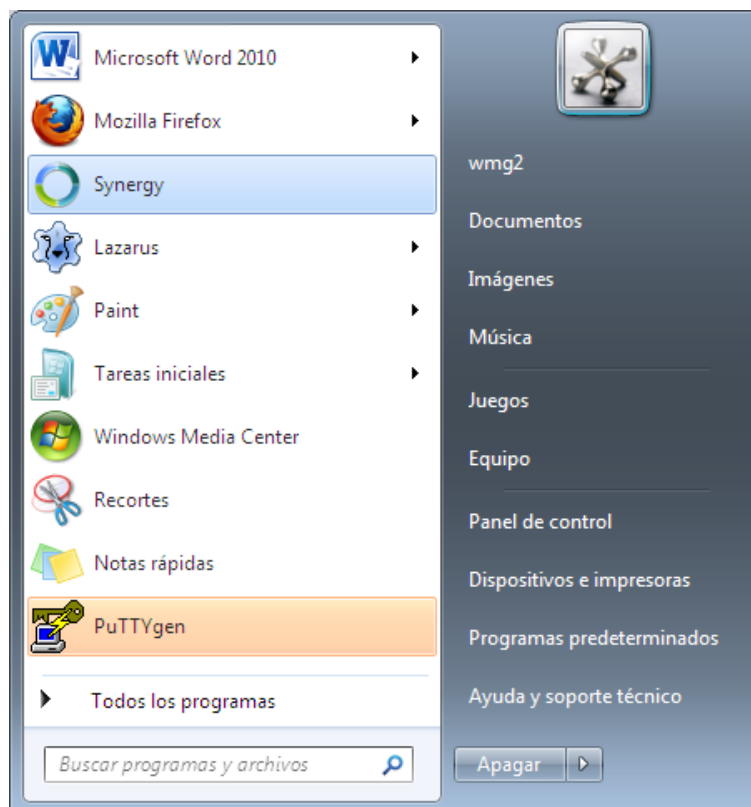 Microsoft Word 2010
Mozilla Firefox
Synergy
Lazarus
Paint
Tareas iniciales
Windows Media Center
Recortes
Notas rápidas
PuTTYgen
Todos los programas
Buscar programas y archivos
wmg2
Documentos
Imágenes
Música
Juegos
Equipo
Panel de control
Dispositivos e impresoras
Programas predeterminados
Ayuda y soporte técnico
Apagar